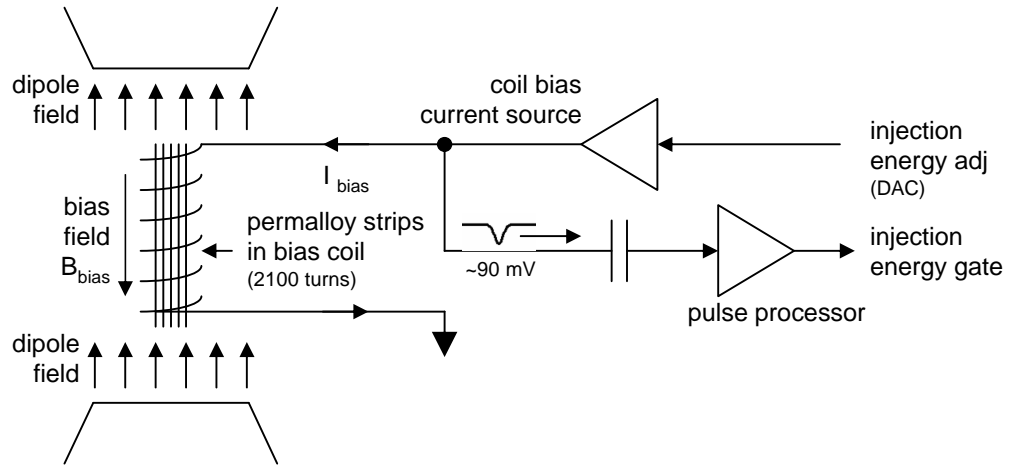 dipole
field
coil bias
current source
injection
energy adj
(DAC)
I bias
bias
field
Bbias
permalloy strips
in bias coil
(2100 turns)
~90 mV
injection
energy gate
pulse processor
dipole
field